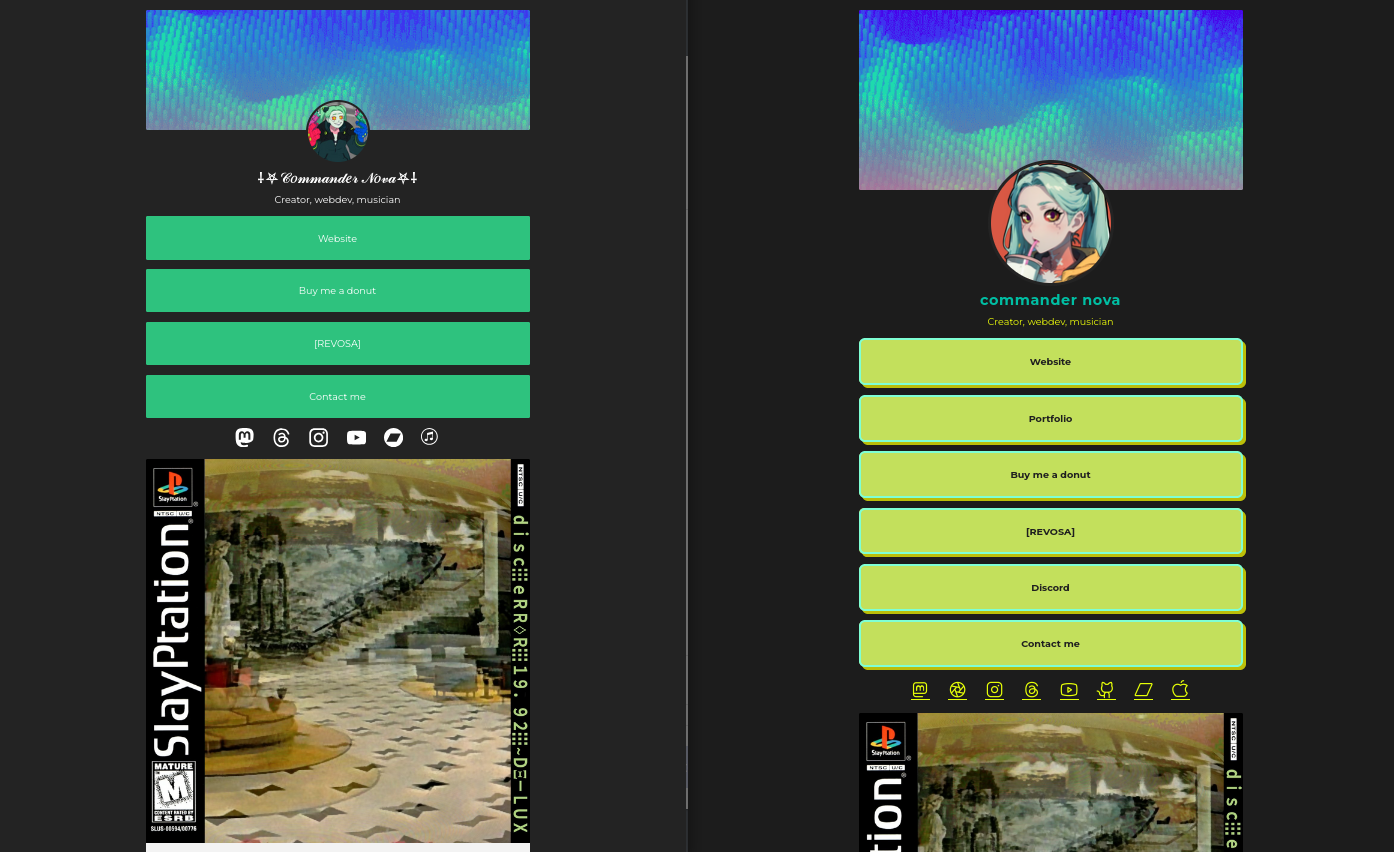 ⸸⛧𝓒𝓸𝓶𝓶𝓪𝓷𝓭𝓮𝓻 𝓝𝓸𝓿𝓪⛧⸸
Creator, webdev, musician
Website
Buy me a donut
[REVOSA]
Contact me
SlayPtation
NTSC U/C
SlayPtation
MATURE
M
CONTENT RATED BY
ESRB
SLUS-00594/00776
NTSC U/C
disc𝍖eRR◇R𝍖19.92𝍖~DΞ—LUX
commander nova
Creator, webdev, musician
Website
Portfolio
Buy me a donut
[REVOSA]
Discord
Contact me
SlayPtation
NTSC U/C
tion
NTSC U/C
disc𝍖e